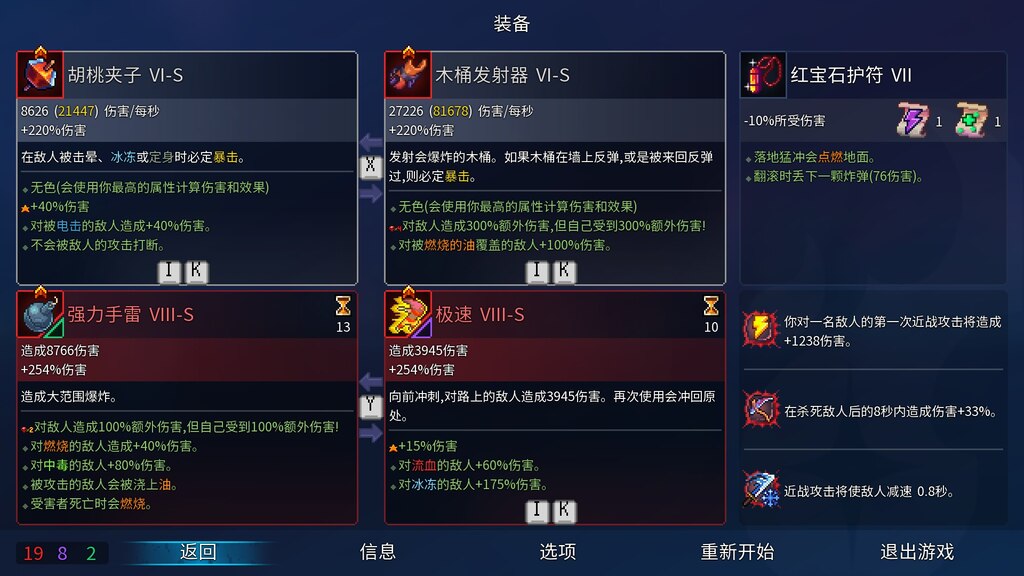 装备
胡桃夹子 VI-S
8626 (21447) 伤害/每秒
+220%伤害
在敌人被击晕、冰冻或定身时必定暴击。
无色(会使用你最高的属性计算伤害和效果)
+40%伤害
对被电击的敌人造成+40%伤害。
不会被敌人的攻击打断。
I K
X
木桶发射器 VI-S
27226 (81678) 伤害/每秒
+220%伤害
发射会爆炸的木桶。如果木桶在墙上反弹,或是被来回反弹
过,则必定暴击。
无色(会使用你最高的属性计算伤害和效果)
对敌人造成300%额外伤害,但自己受到300%额外伤害!
对被燃烧的油覆盖的敌人+100%伤害。
I K
红宝石护符 VII
-10%所受伤害 1 1
落地猛冲会点燃地面。
翻滚时丢下一颗炸弹(76伤害)。
强力手雷 VIII-S
13
造成8766伤害
+254%伤害
造成大范围爆炸。
对敌人造成100%额外伤害,但自己受到100%额外伤害!
对燃烧的敌人造成+40%伤害。
对中毒的敌人+80%伤害。
被攻击的敌人会被浇上油。
受害者死亡时会燃烧。
Y
极速 VIII-S
10
造成3945伤害
+254%伤害
向前冲刺,对路上的敌人造成3945伤害。再次使用会冲回原
处。
+15%伤害
对流血的敌人+60%伤害。
对冰冻的敌人+175%伤害。
I K
你对一名敌人的第一次近战攻击将造成
+1238伤害。
在杀死敌人后的8秒内造成伤害+33%。
近战攻击将使敌人减速 0.8秒。
19 8 2 返回 信息 选项 重新开始 退出游戏